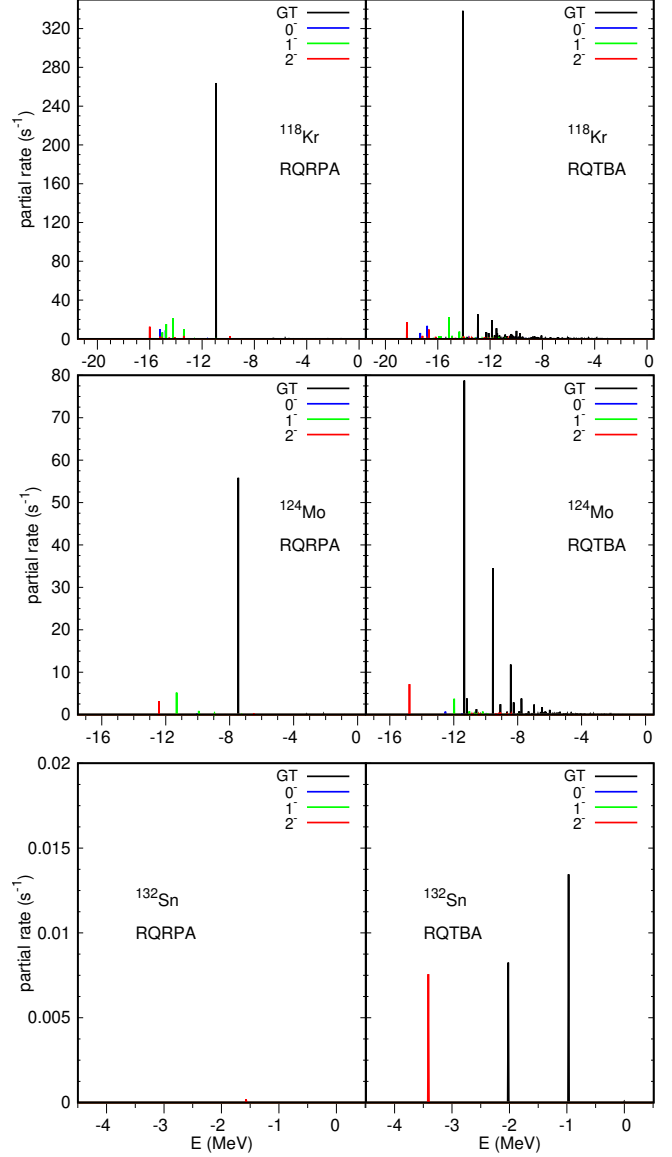 partial rate (s⁻¹)
360
320
280
240
200
160
120
80
40
0
GT
0⁻
1⁻
2⁻
¹¹⁸Kr
RQRPA
-20 -16 -12 -8 -4 0
GT
0⁻
1⁻
2⁻
¹¹⁸Kr
RQTBA
-20 -16 -12 -8 -4 0
partial rate (s⁻¹)
80
70
60
50
40
30
20
10
0
GT
0⁻
1⁻
2⁻
¹²⁴Mo
RQRPA
-16 -12 -8 -4 0
GT
0⁻
1⁻
2⁻
¹²⁴Mo
RQTBA
-16 -12 -8 -4 0
partial rate (s⁻¹)
0.02
0.015
0.01
0.005
0
GT
0⁻
1⁻
2⁻
¹³²Sn
RQRPA
-4 -3 -2 -1 0
E (MeV)
GT
0⁻
1⁻
2⁻
¹³²Sn
RQTBA
-4 -3 -2 -1 0
E (MeV)